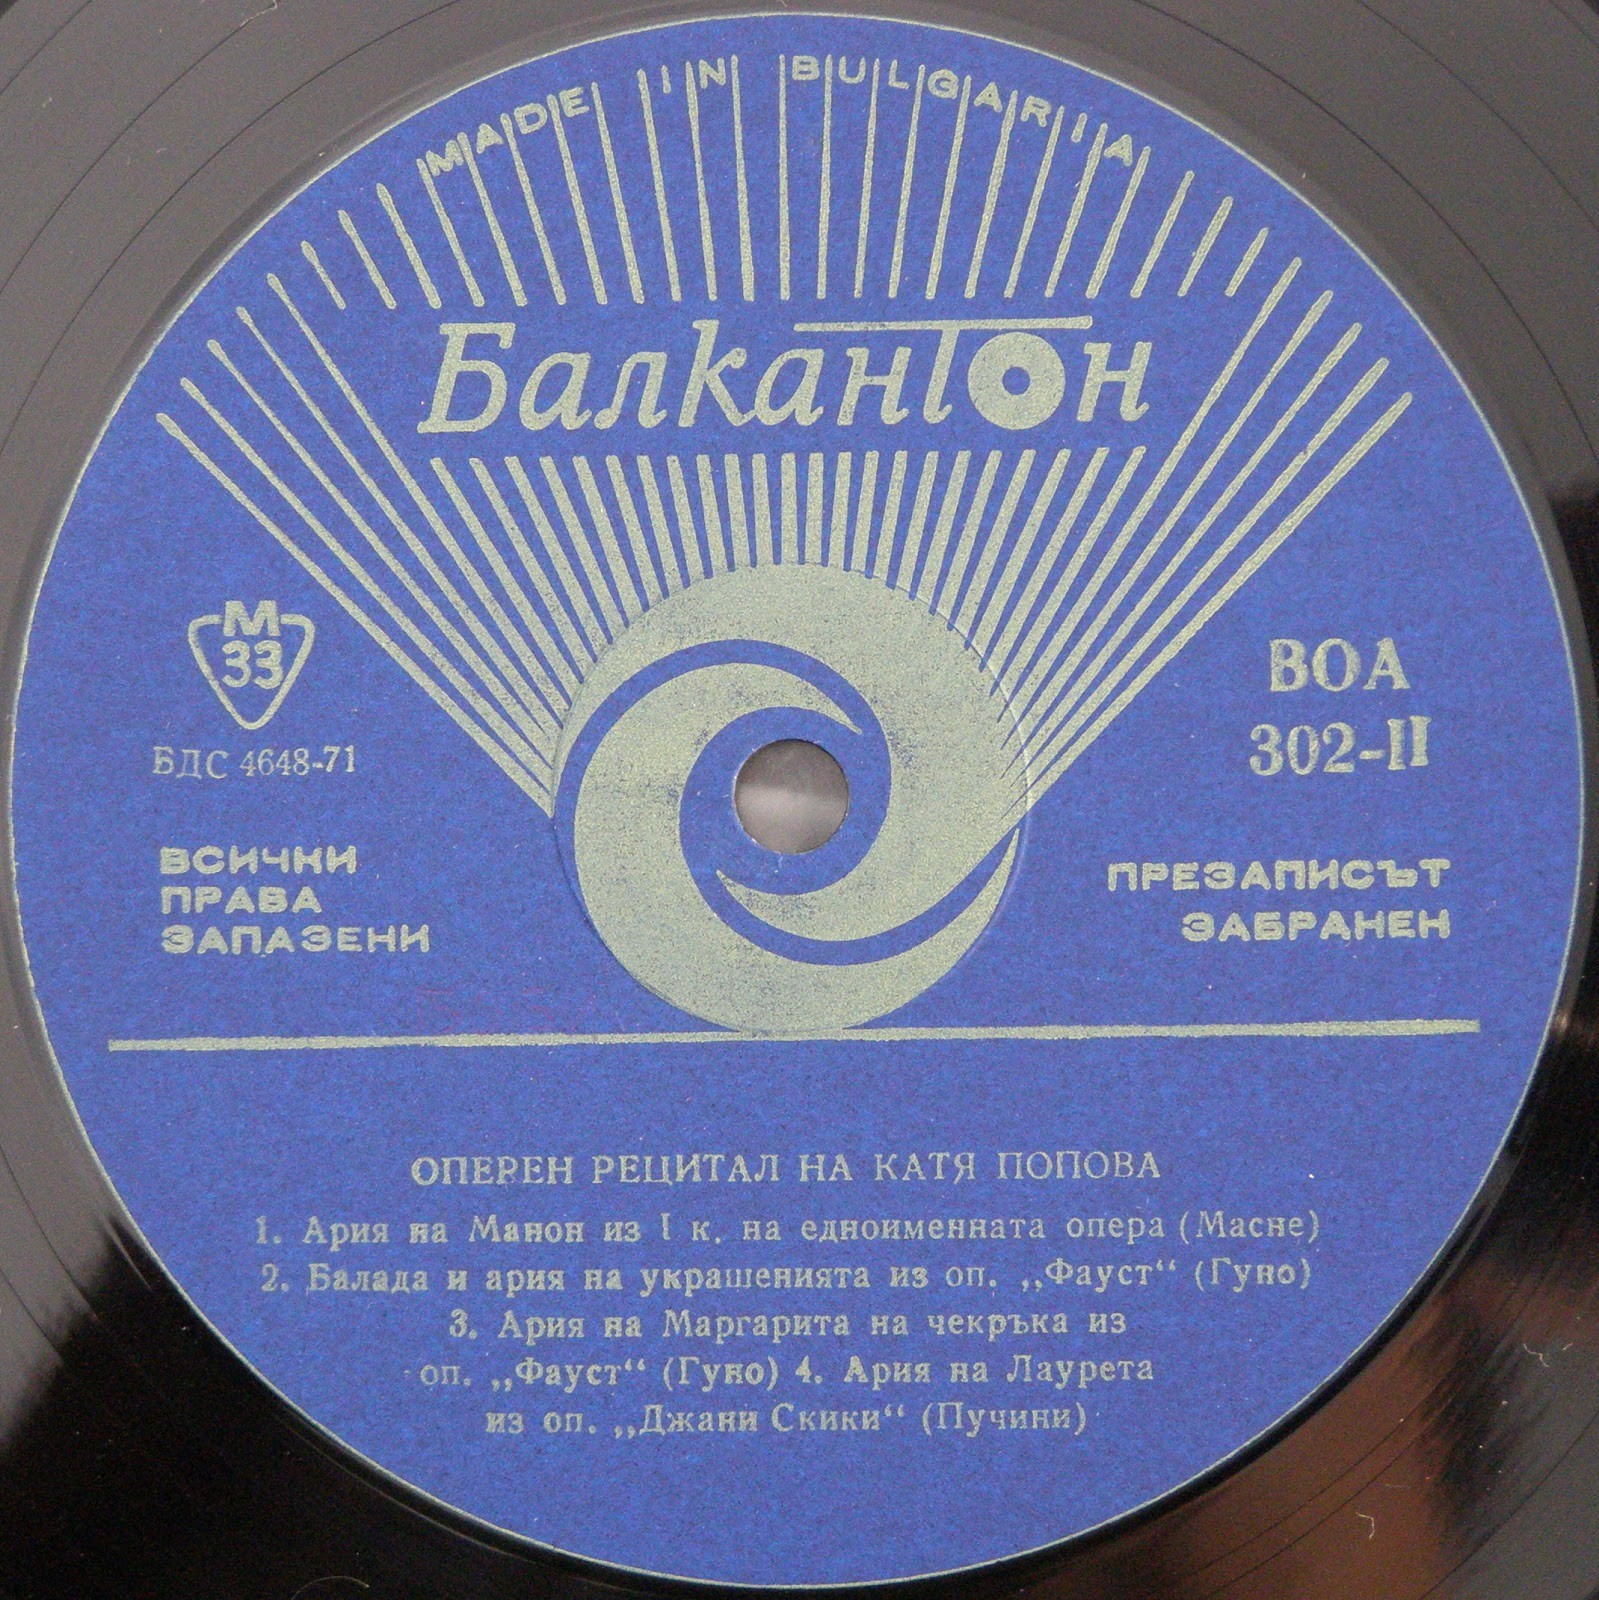 MADE IN BULGARIA
Балкантон
М
33
БДС 4648-71
ВОА
302-II
ВСИЧКИ
ПРАВА
ЗАПАЗЕНИ
ПРЕЗАПИСЪТ
ЗАБРАНЕН
ОПЕРЕН РЕЦИТАЛ НА КАТЯ ПОПОВА
1. Ария на Манон из I к. на едноименната опера (Масне)
2. Балада и ария на украшенията из оп. „Фауст“ (Гуно)
3. Ария на Маргарита на чекръка из
оп. „Фауст“ (Гуно) 4. Ария на Лаурета
из оп. „Джани Скики“ (Пучини)